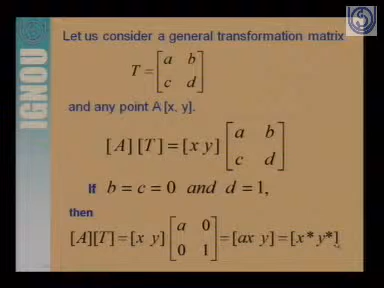 IGNOU
Let us consider a general transformation matrix
T = [a b
c d]
and any point A [x, y].
[A][T] = [x y] [a b
c d]
If b = c = 0 and d = 1,
then
[A][T] = [x y] [a 0
0 1] = [ax y] = [x* y*]